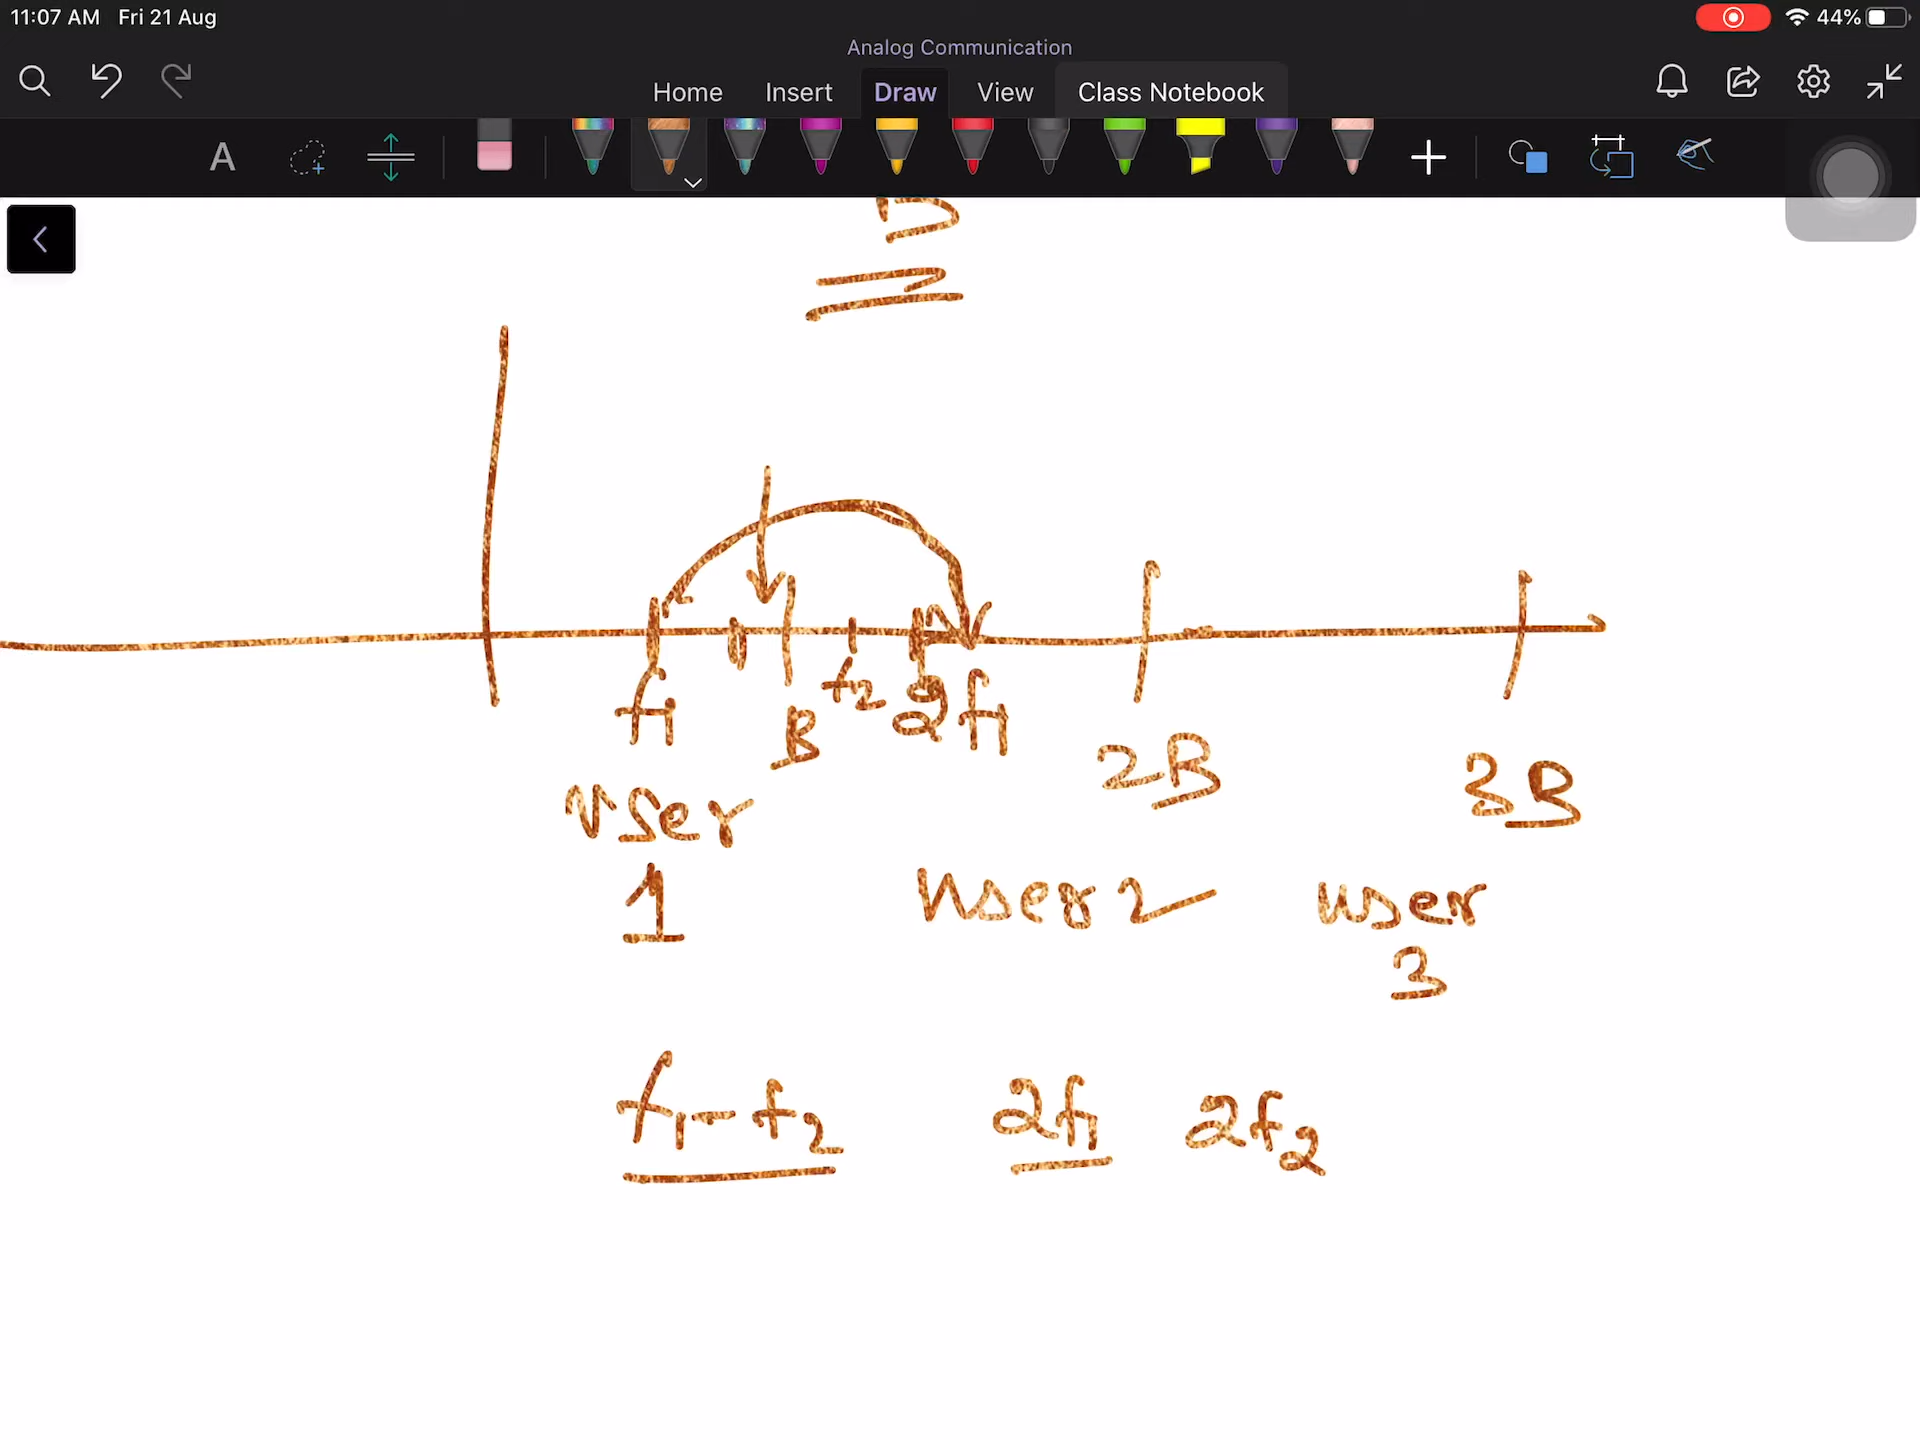 11:07 AM Fri 21 Aug
44%
Analog Communication
Home Insert Draw View Class Notebook
A
B
f1 B f2 2f1 2B 3B
user 1 user 2 user 3
f1 - f2 2f1 2f2